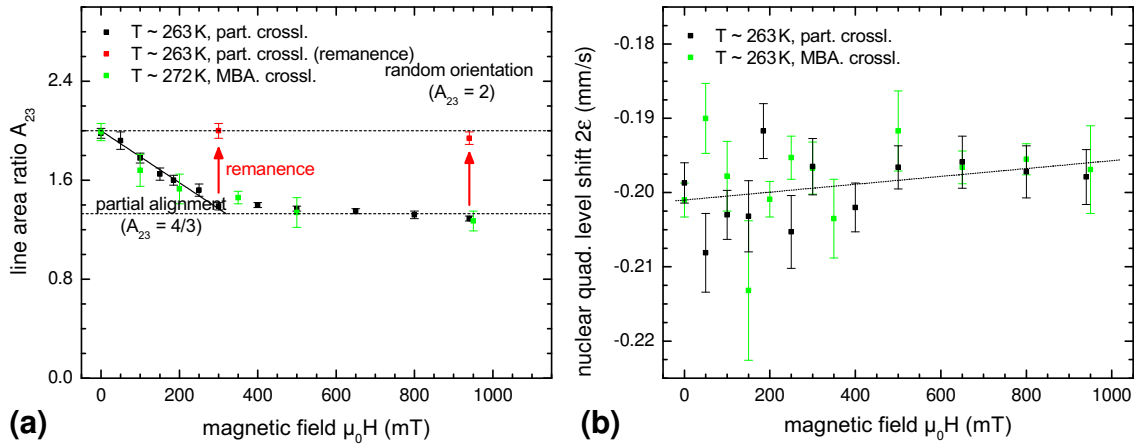 T ~ 263 K, part. crossl.
T ~ 263 K, part. crossl. (remanence)
T ~ 272 K, MBA. crossl.
random orientation
(A23 = 2)
remanence
partial alignment
(A23 = 4/3)
line area ratio A23
2.4
1.8
1.2
0.6
0.0
0 200 400 600 800 1000
magnetic field μ0H (mT)
(a)
T ~ 263 K, part. crossl.
T ~ 263 K, MBA. crossl.
nuclear quad. level shift 2ε (mm/s)
-0.18
-0.19
-0.20
-0.21
-0.22
0 200 400 600 800 1000
magnetic field μ0H (mT)
(b)